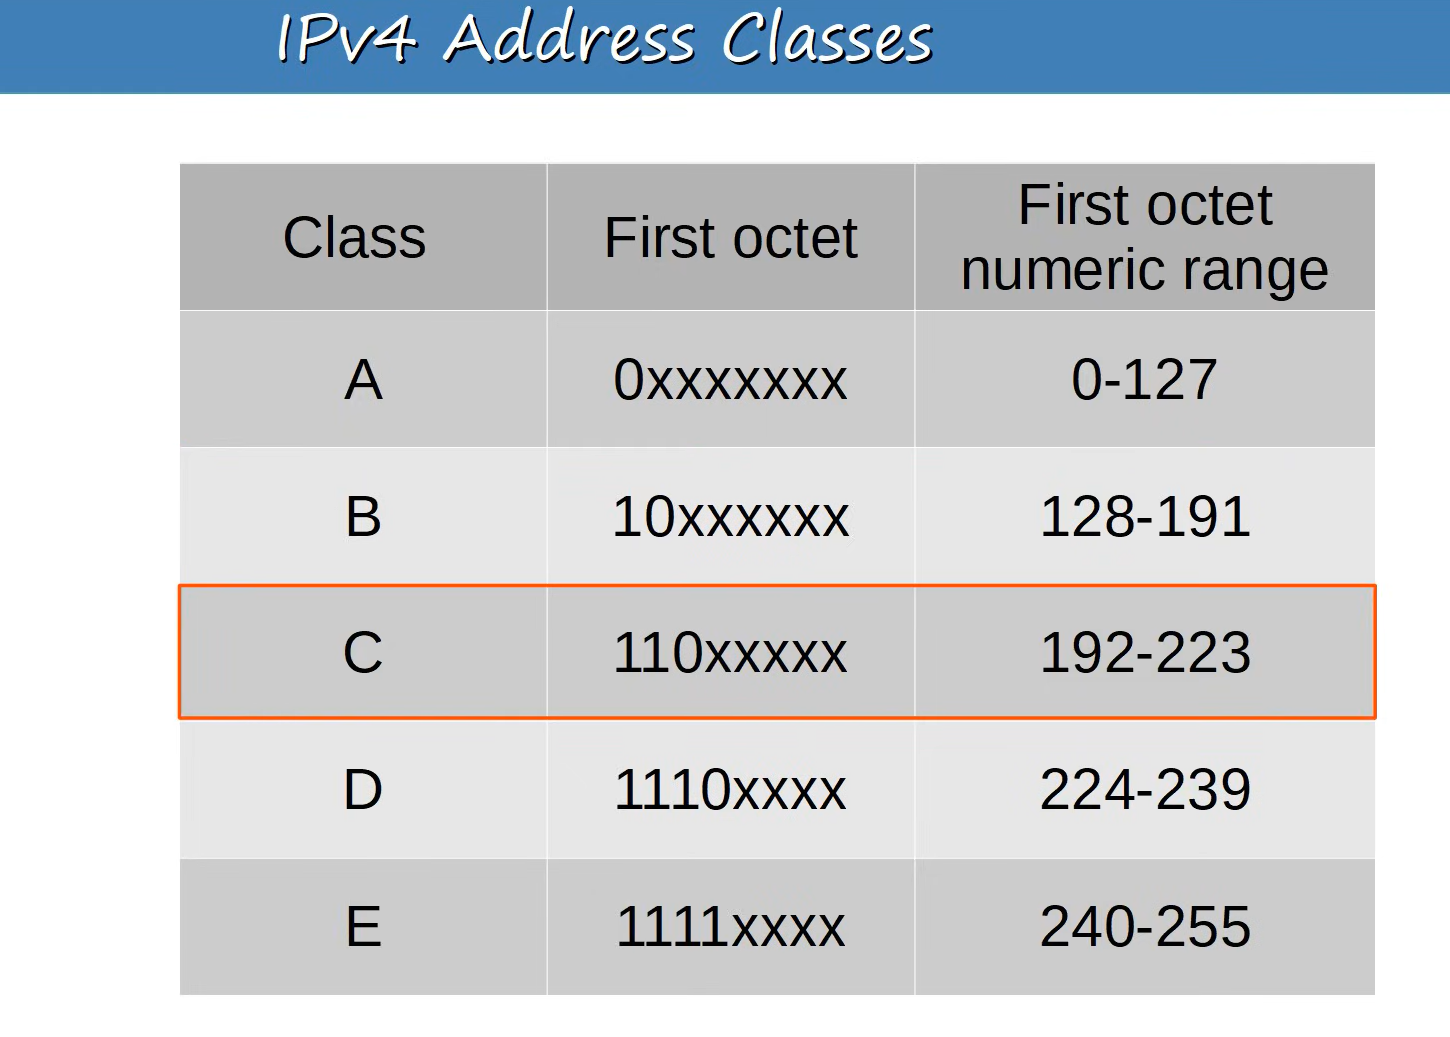 IPv4 Address Classes
Class First octet First octet numeric range
A 0xxxxxxx 0-127
B 10xxxxxx 128-191
C 110xxxxx 192-223
D 1110xxxx 224-239
E 1111xxxx 240-255